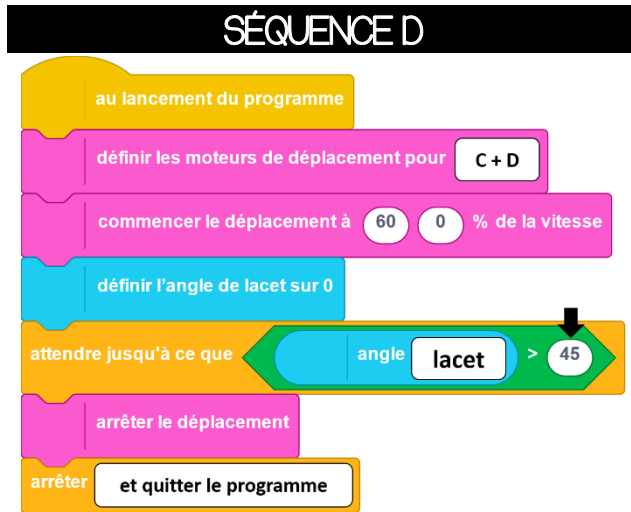 SÉQUENCE D
au lancement du programme
définir les moteurs de déplacement pour C + D
commencer le déplacement à 60 0 % de la vitesse
définir l'angle de lacet sur 0
attendre jusqu'à ce que angle lacet > 45
arrêter le déplacement
arrêter et quitter le programme